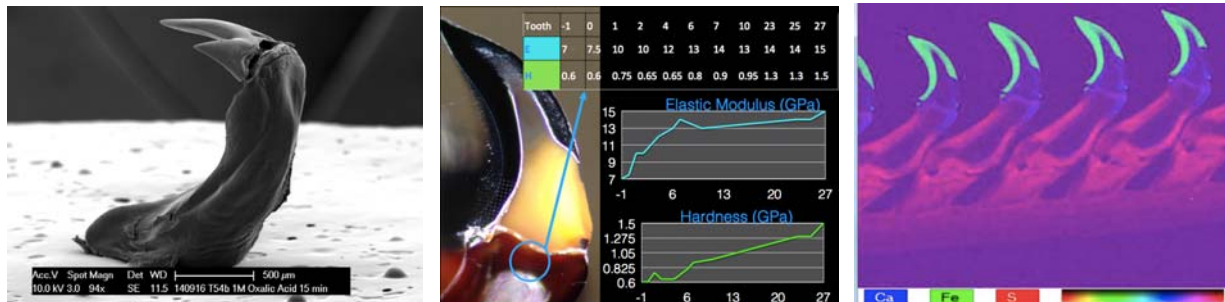 Acc.V Spot Magn Det WD 500 µm
10.0 kV 3.0 94x SE 11.5 140916 T54b 1M Oxalic Acid 15 min
Tooth -1 0 1 2 4 6 7 10 23 25 27
E 7 7.5 10 10 12 13 14 13 14 14 15
H 0.6 0.6 0.75 0.65 0.65 0.8 0.9 0.95 1.3 1.3 1.5
Elastic Modulus (GPa)
15
13
11
9
7
-1 6 13 20 27
Hardness (GPa)
1.5
1.275
1.05
0.825
0.6
-1 6 13 20 27
Ca Fe S